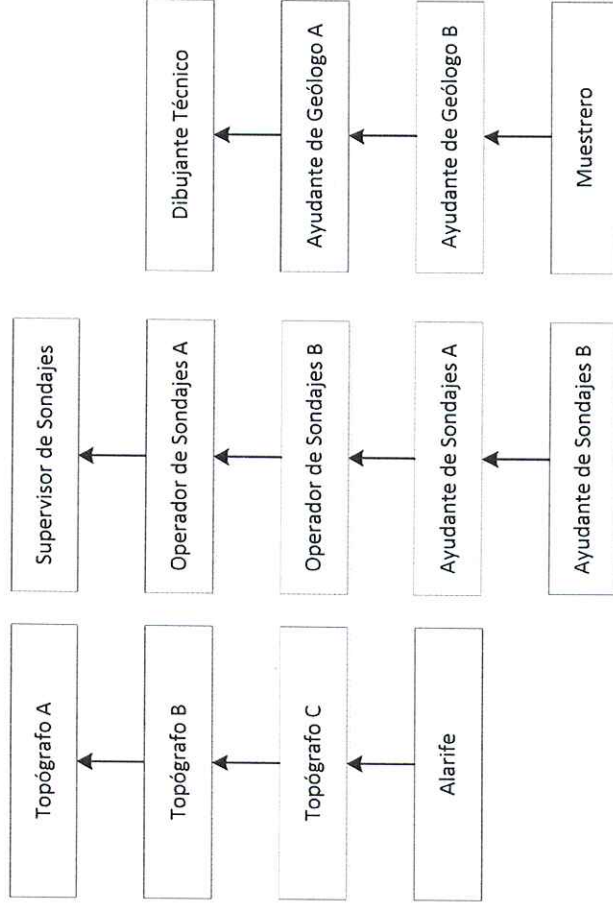 Topógrafo A
Topógrafo B
Topógrafo C
Alarife
Supervisor de Sondajes
Operador de Sondajes A
Operador de Sondajes B
Ayudante de Sondajes A
Ayudante de Sondajes B
Dibujante Técnico
Ayudante de Geólogo A
Ayudante de Geólogo B
Muestrero